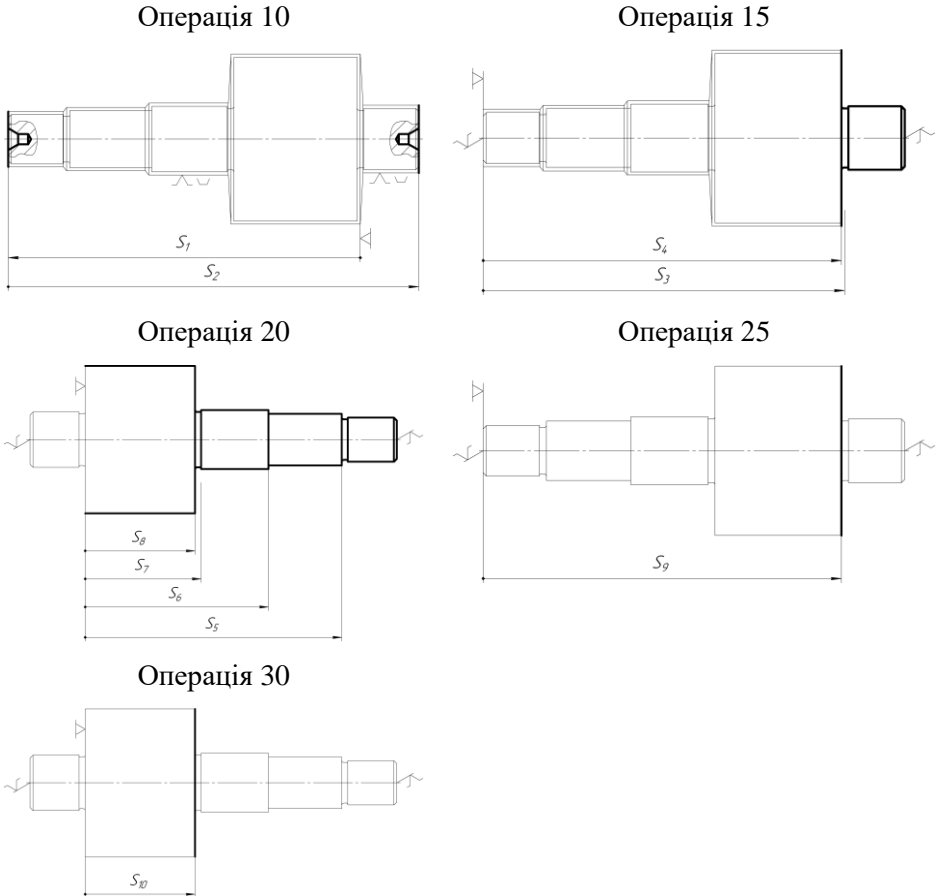 Операція 10
Операція 15
S₁
S₂
S₄
S₃
Операція 20
Операція 25
S₈
S₇
S₆
S₅
S₉
Операція 30
S₁₀